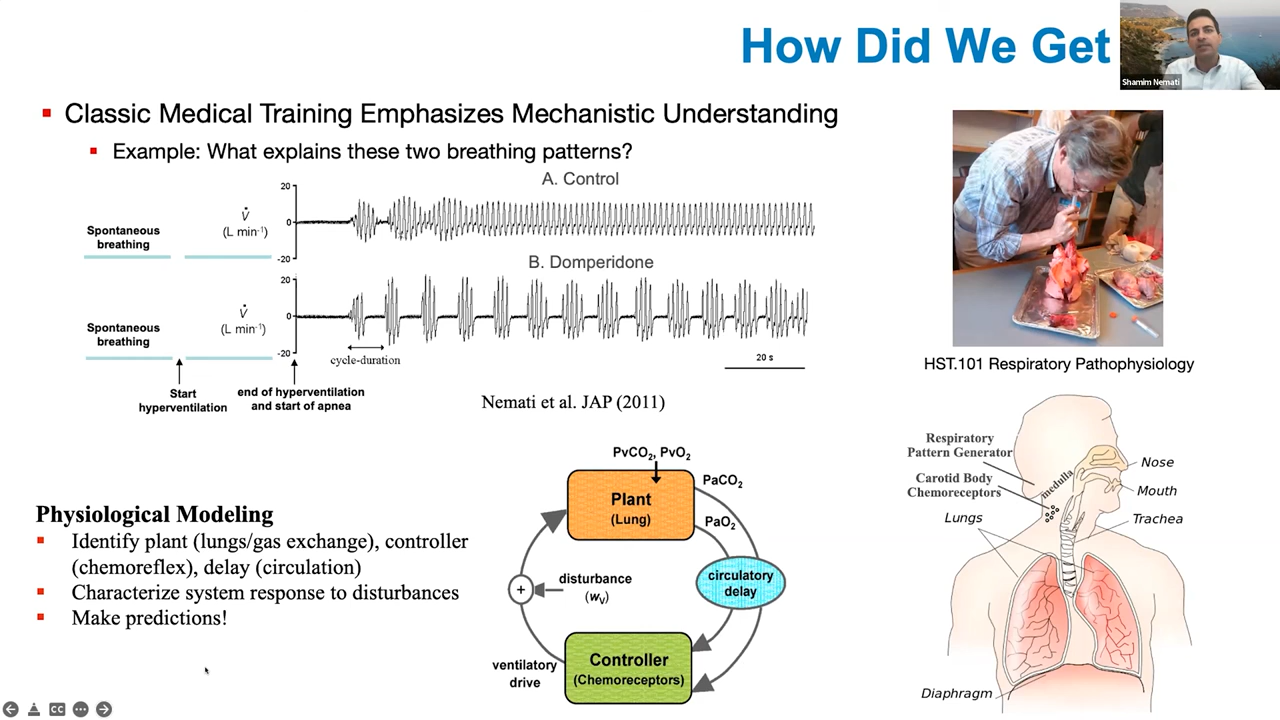 How Did We Get
Shamim Nemati
Classic Medical Training Emphasizes Mechanistic Understanding
Example: What explains these two breathing patterns?
A. Control
20
0
-20
V̇
(L min⁻¹)
Spontaneous
breathing
B. Domperidone
20
0
-20
V̇
(L min⁻¹)
Spontaneous
breathing
cycle-duration
20 s
Start
hyperventilation
end of hyperventilation
and start of apnea
Nemati et al. JAP (2011)
HST.101 Respiratory Pathophysiology
Physiological Modeling
Identify plant (lungs/gas exchange), controller
(chemoreflex), delay (circulation)
Characterize system response to disturbances
Make predictions!
PvCO₂, PvO₂
Plant
(Lung)
PaCO₂
PaO₂
circulatory
delay
+
disturbance
(wᵥ)
Controller
(Chemoreceptors)
ventilatory
drive
Respiratory
Pattern Generator
Carotid Body
Chemoreceptors
medulla
Lungs
Nose
Mouth
Trachea
Diaphragm
CC